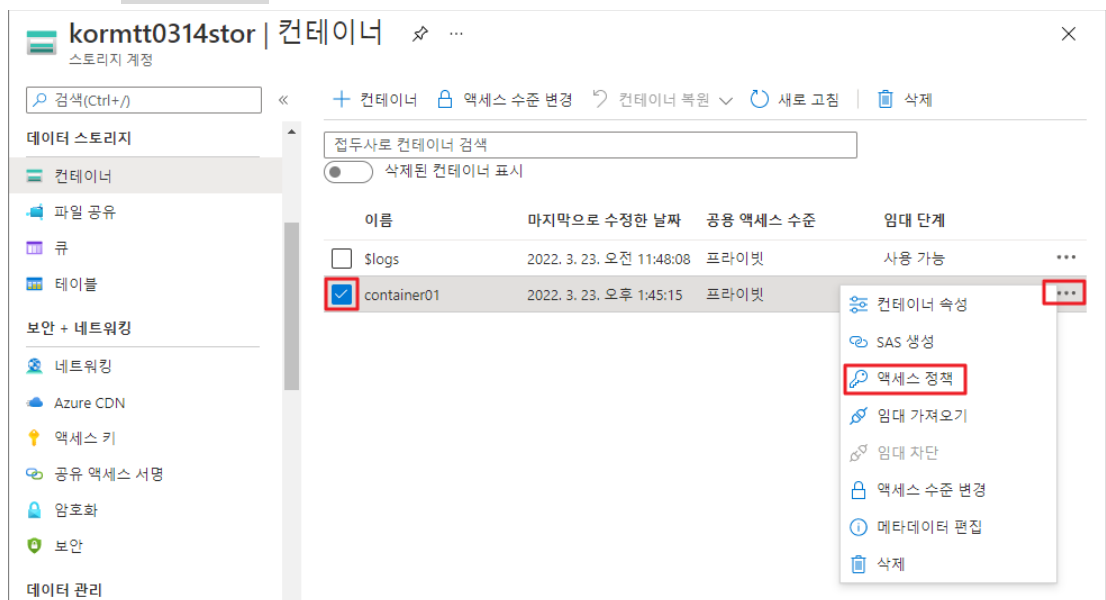 kormtt0314stor | 컨테이너 ...
스토리지 계정
검색(Ctrl+/)
«
컨테이너 액세스 수준 변경 컨테이너 복원 새로 고침 삭제
데이터 스토리지
컨테이너
파일 공유
큐
테이블
보안 + 네트워킹
네트워킹
Azure CDN
액세스 키
공유 액세스 서명
암호화
보안
데이터 관리
접두사로 컨테이너 검색
삭제된 컨테이너 표시
이름 마지막으로 수정한 날짜 공용 액세스 수준 임대 단계
$logs 2022. 3. 23. 오전 11:48:08 프라이빗 사용 가능 ...
container01 2022. 3. 23. 오후 1:45:15 프라이빗 ...
컨테이너 속성
SAS 생성
액세스 정책
임대 가져오기
임대 차단
액세스 수준 변경
메타데이터 편집
삭제